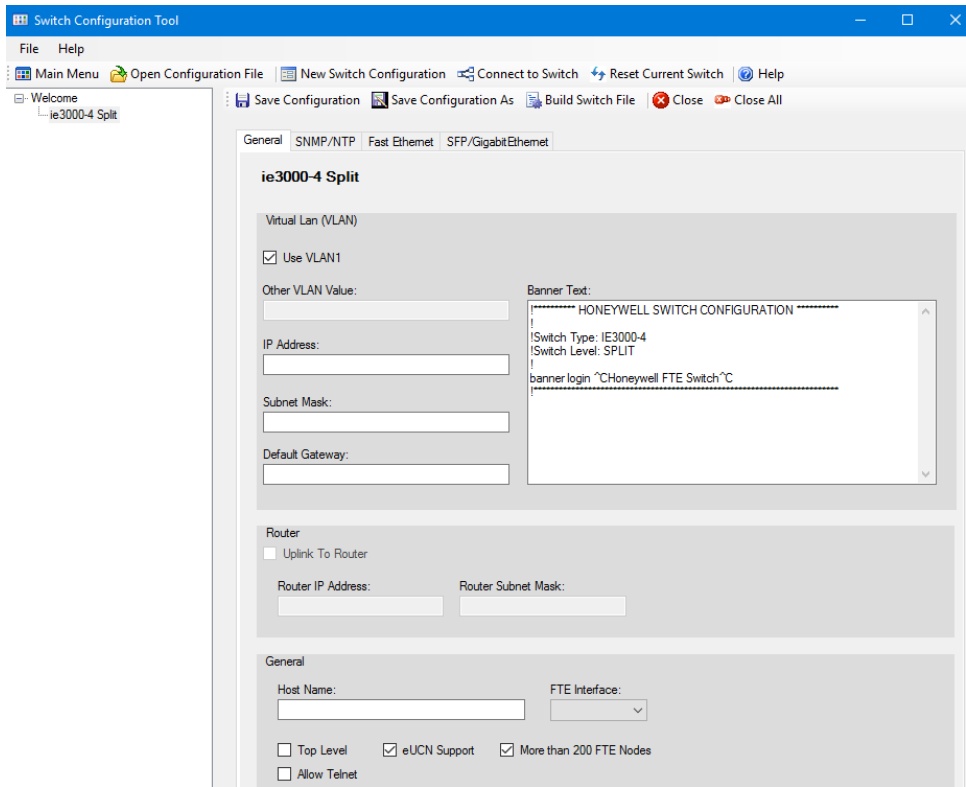 Switch Configuration Tool
File Help
Main Menu Open Configuration File New Switch Configuration Connect to Switch Reset Current Switch Help
Welcome
ie3000-4 Split
Save Configuration Save Configuration As Build Switch File Close Close All
General SNMP/NTP Fast Ethernet SFP/GigabitEthernet
ie3000-4 Split
Virtual Lan (VLAN)
Use VLAN1
Other VLAN Value:
IP Address:
Subnet Mask:
Default Gateway:
Banner Text:
!********** HONEYWELL SWITCH CONFIGURATION **********
!
!Switch Type: IE3000-4
!Switch Level: SPLIT
!
banner login ^CHoneywell FTE Switch^C
Router
Uplink To Router
Router IP Address: Router Subnet Mask:
General
Host Name: FTE Interface:
Top Level eUCN Support More than 200 FTE Nodes
Allow Telnet